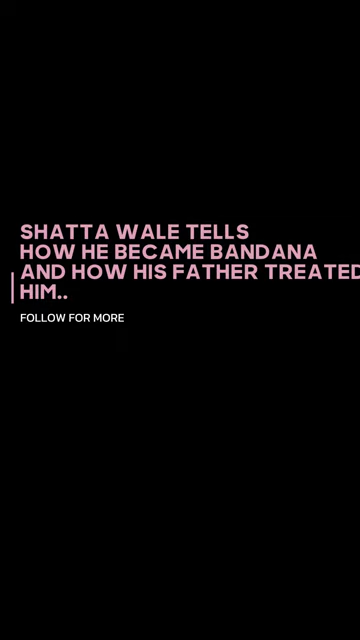 SHATTA WALE TELLS
HOW HE BECAME BANDANA
AND HOW HIS FATHER TREATED
HIM..
FOLLOW FOR MORE